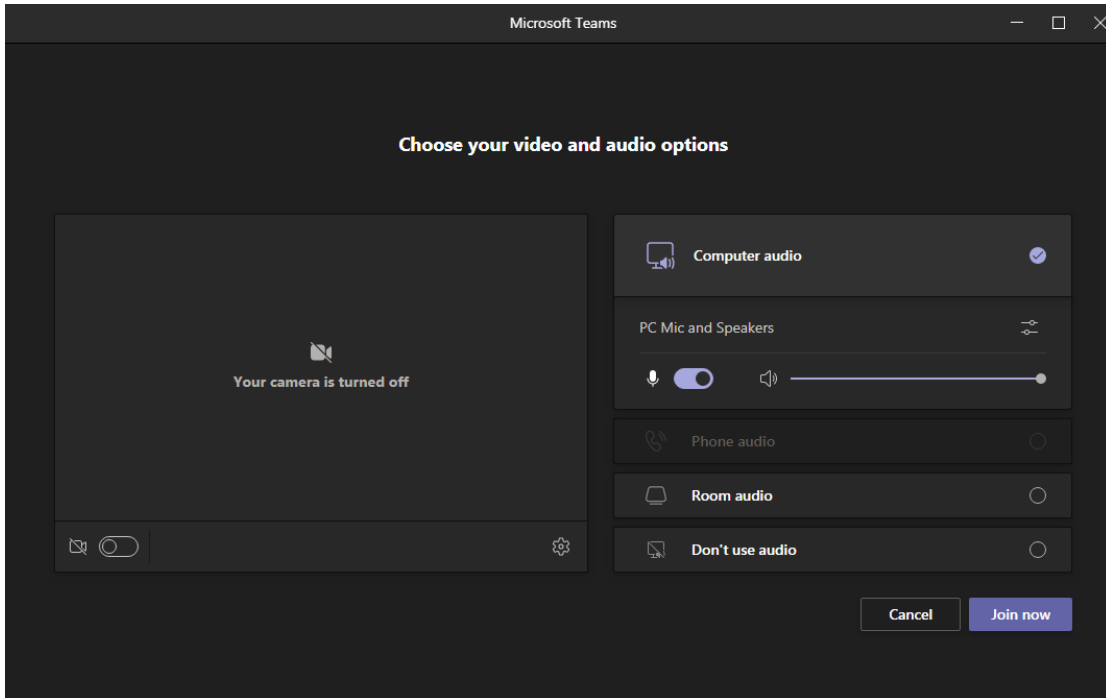 Microsoft Teams
Choose your video and audio options
Your camera is turned off
Computer audio
PC Mic and Speakers
Phone audio
Room audio
Don't use audio
Cancel
Join now